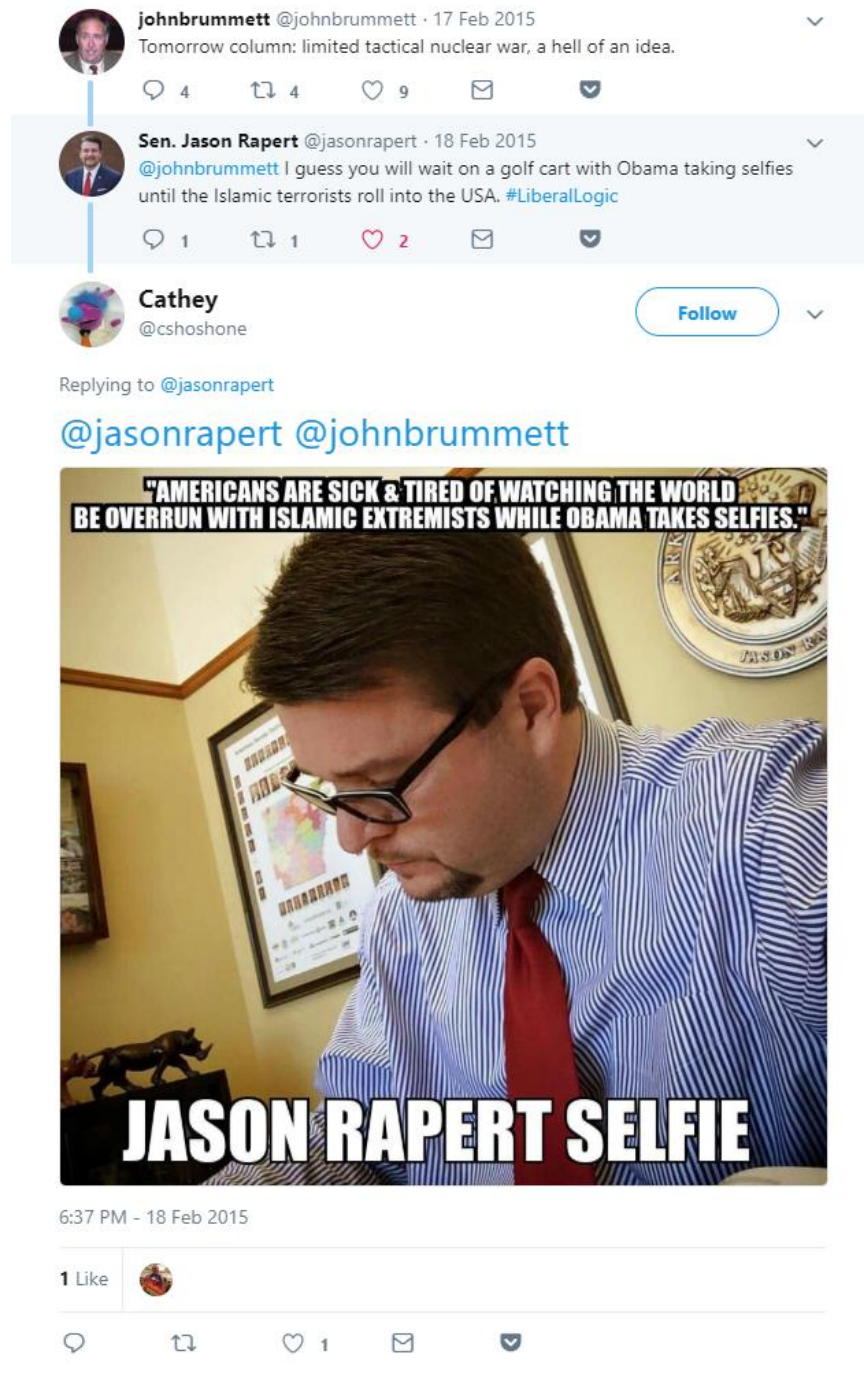 johnbrummett @johnbrummett · 17 Feb 2015
Tomorrow column: limited tactical nuclear war, a hell of an idea.
4 4 9
Sen. Jason Rapert @jasonrapert · 18 Feb 2015
@johnbrummett I guess you will wait on a golf cart with Obama taking selfies
until the Islamic terrorists roll into the USA. #LiberalLogic
1 1 2
Cathey
Follow
@cshoshone
Replying to @jasonrapert
@jasonrapert @johnbrummett
"AMERICANS ARE SICK & TIRED OF WATCHING THE WORLD
BE OVERRUN WITH ISLAMIC EXTREMISTS WHILE OBAMA TAKES SELFIES."
ARK
JASON RA
JASON RAPERT SELFIE
6:37 PM - 18 Feb 2015
1 Like
1